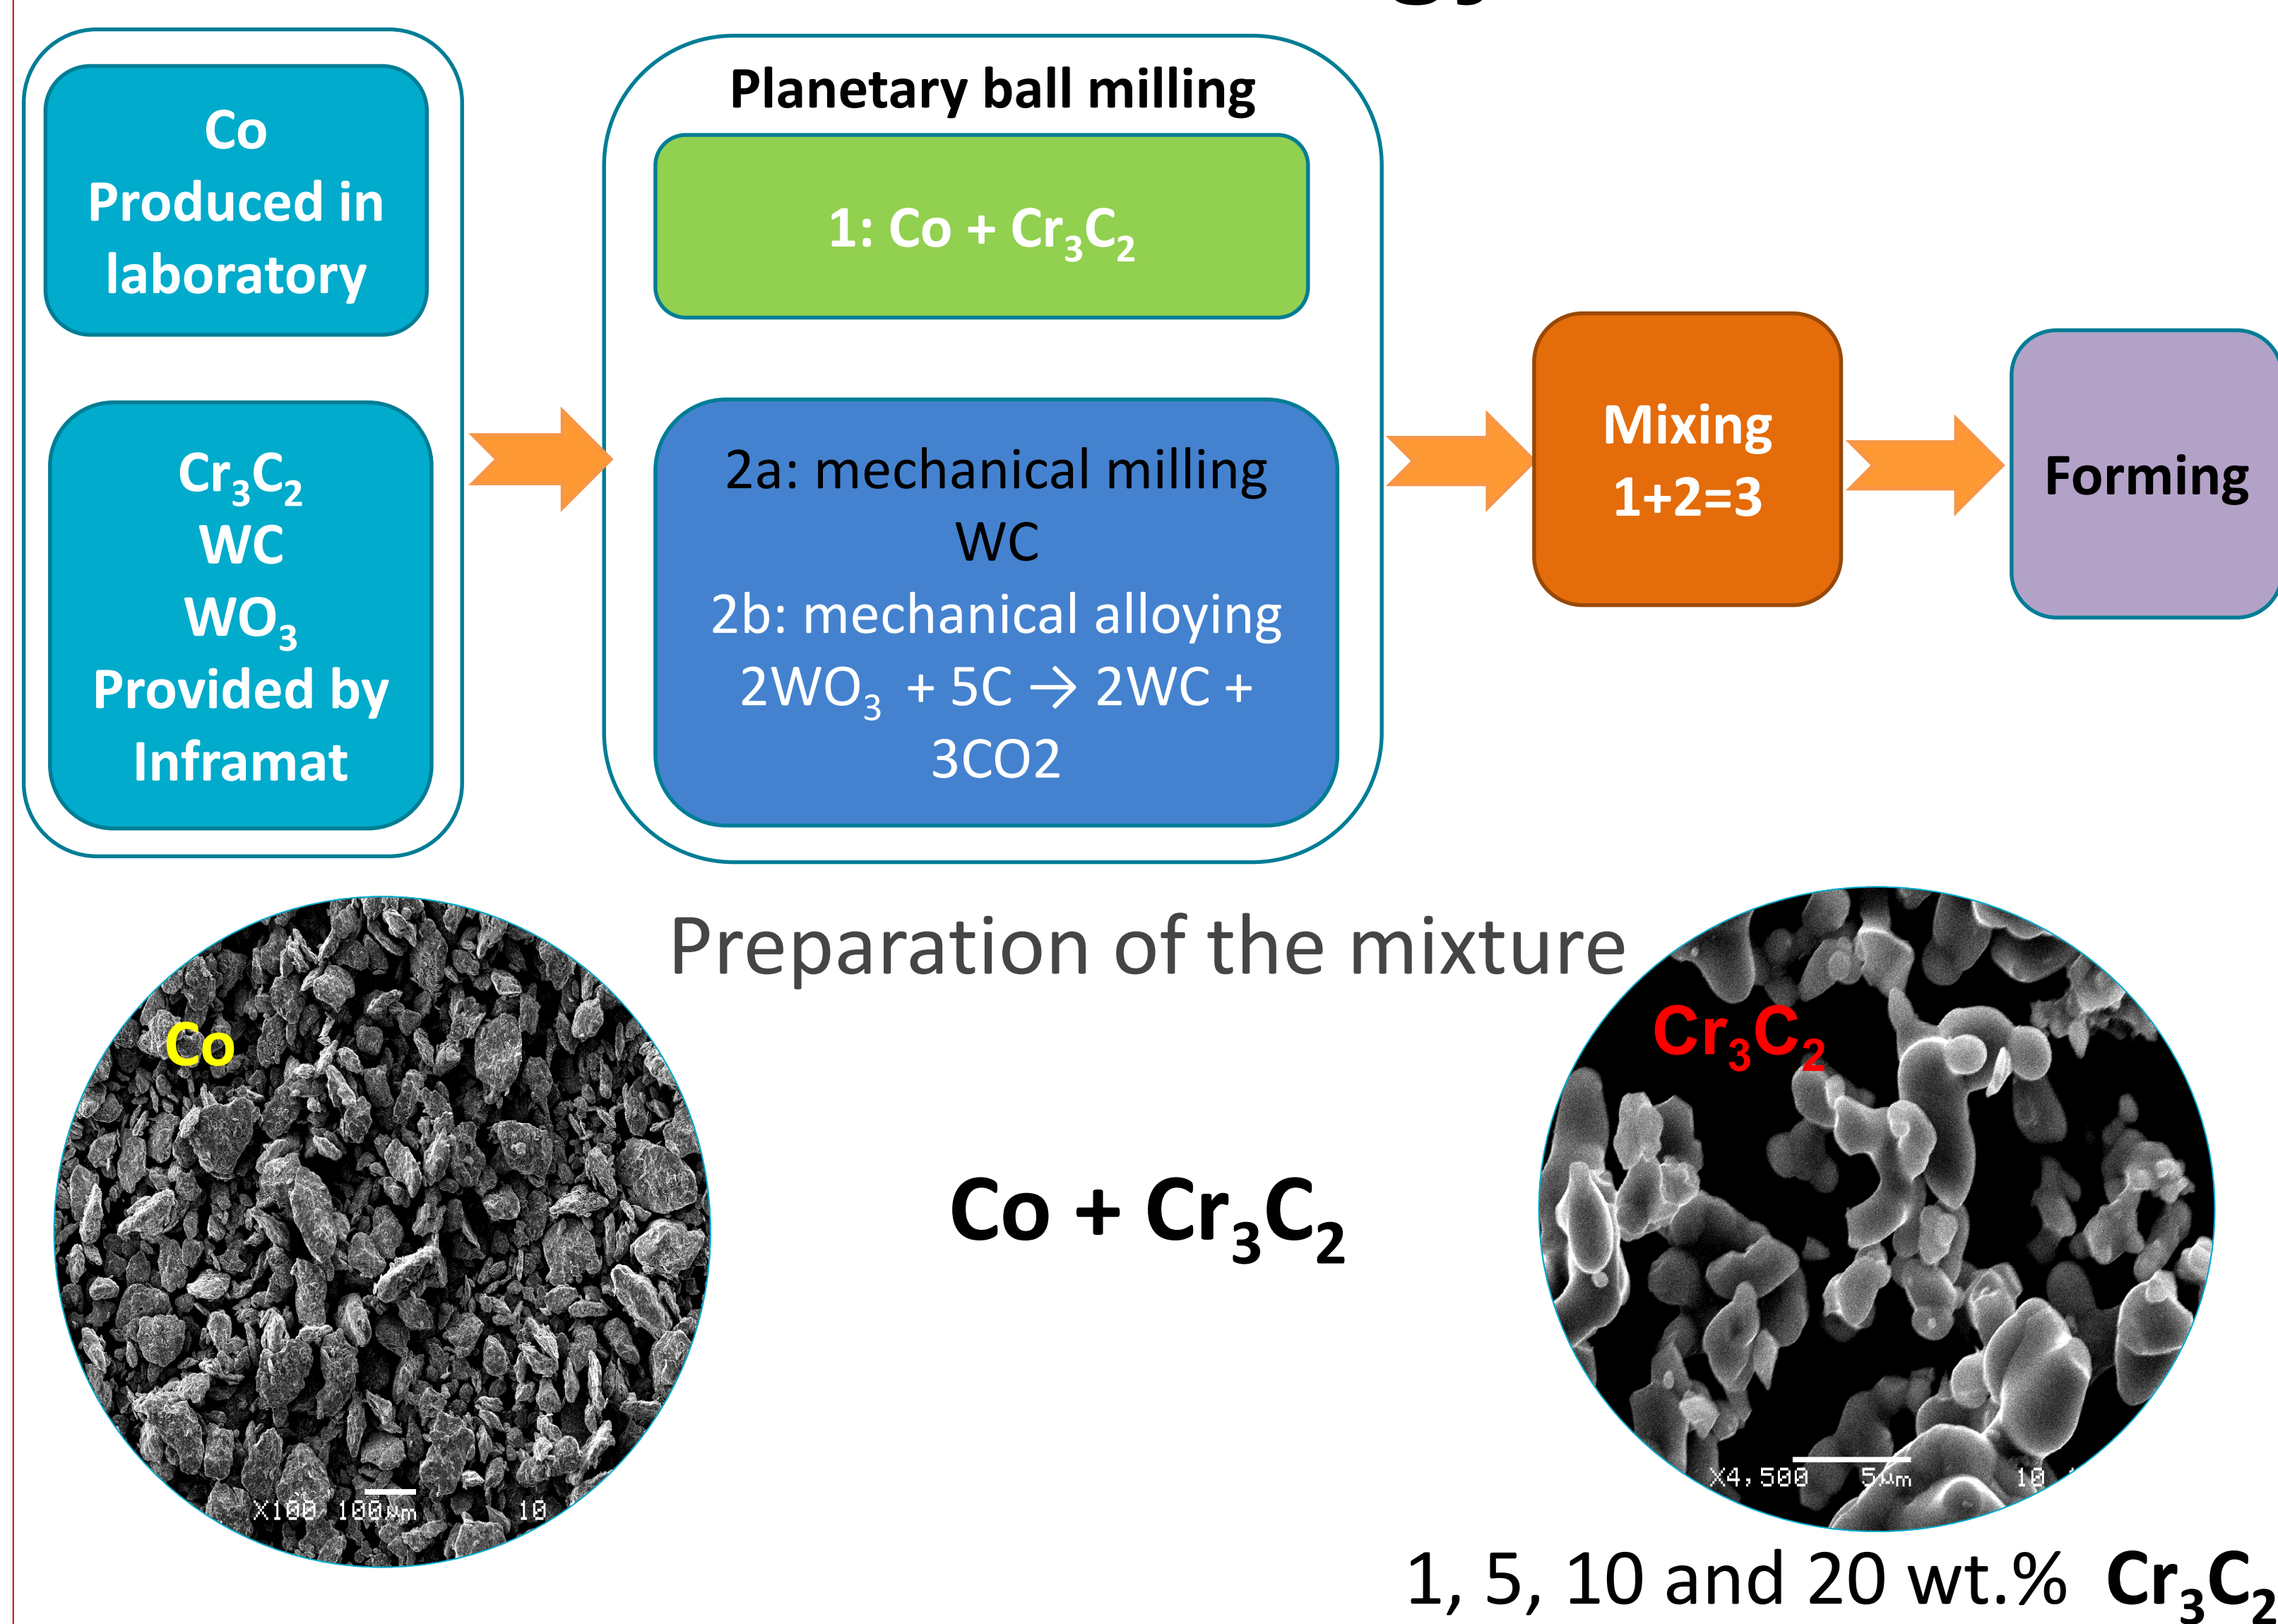 Co
Produced in
laboratory
Cr₃C₂
WC
WO₃
Provided by
Inframat
Planetary ball milling
1: Co + Cr₃C₂
2a: mechanical milling
WC
2b: mechanical alloying
2WO₃ + 5C → 2WC +
3CO2
Mixing
1+2=3
Forming
Preparation of the mixture
Co
Cr₃C₂
Co + Cr₃C₂
X100 100µm 10
X4,500 5µm 10
1, 5, 10 and 20 wt.% Cr₃C₂